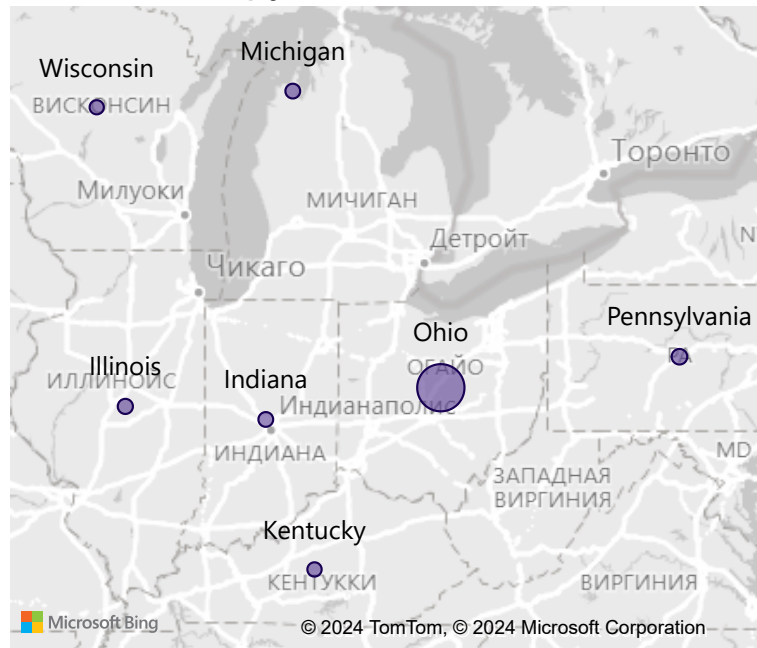 Michigan
Wisconsin
ВИСКОНСИН
Торонто
Милуоки
МИЧИГАН
Детройт
N
Чикаго
Pennsylvania
Ohio
PA
Illinois
ОГАЙО
ИЛЛИНОЙС
Indiana
Индианаполис
MD
ИНДИАНА
ЗАПАДНАЯ
ВИРГИНИЯ
Kentucky
КЕНТУККИ
ВИРГИНИЯ
Microsoft Bing
© 2024 TomTom, © 2024 Microsoft Corporation